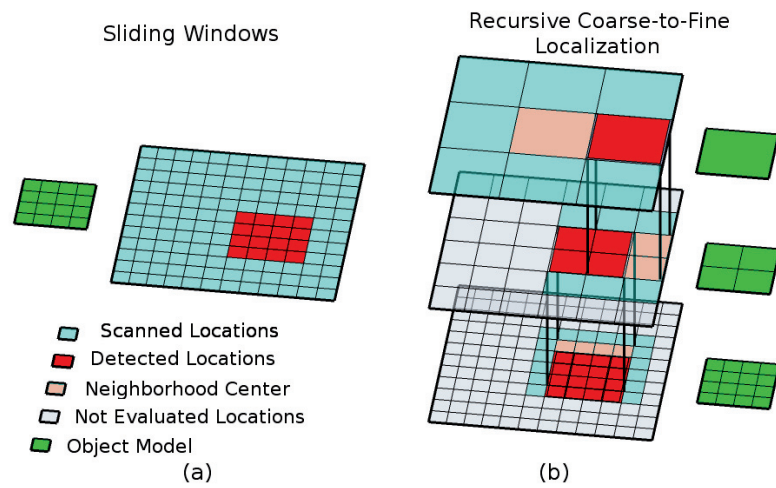 Sliding Windows
Recursive Coarse-to-Fine
Localization
Scanned Locations
Detected Locations
Neighborhood Center
Not Evaluated Locations
Object Model
(a)
(b)